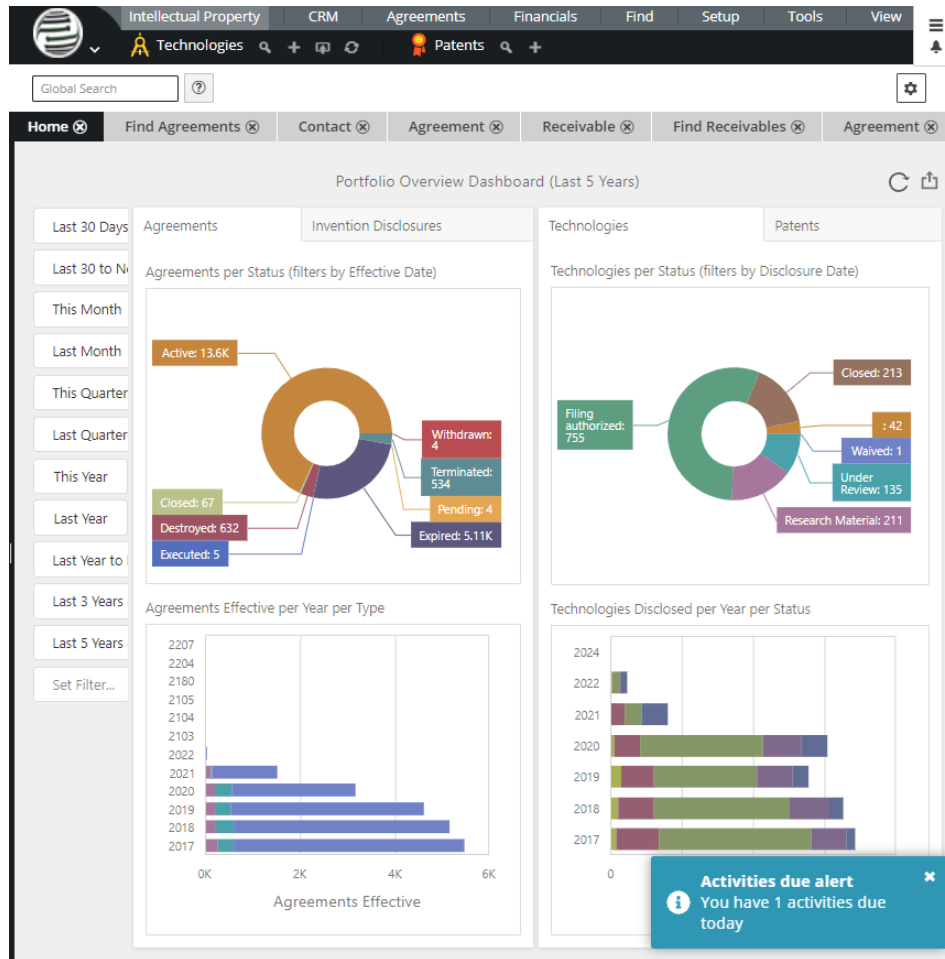 Intellectual Property CRM Agreements Financials Find Setup Tools View
Technologies Patents
Global Search
Home Find Agreements Contact Agreement Receivable Find Receivables Agreement
Portfolio Overview Dashboard (Last 5 Years)
Last 30 Days
Last 30 to N
This Month
Last Month
This Quarter
Last Quarter
This Year
Last Year
Last Year to
Last 3 Years
Last 5 Years
Set Filter...
Agreements Invention Disclosures
Agreements per Status (filters by Effective Date)
Active: 13.6K
Withdrawn:
4
Terminated:
534
Pending: 4
Expired: 5.11K
Closed: 67
Destroyed: 632
Executed: 5
Agreements Effective per Year per Type
2207
2204
2180
2105
2104
2103
2022
2021
2020
2019
2018
2017
0K 2K 4K 6K
Agreements Effective
Technologies Patents
Technologies per Status (filters by Disclosure Date)
Closed: 213
Filing
authorized:
755
: 42
Waived: 1
Under
Review: 135
Research Material: 211
Technologies Disclosed per Year per Status
2024
2022
2021
2020
2019
2018
2017
0
Activities due alert
You have 1 activities due
today